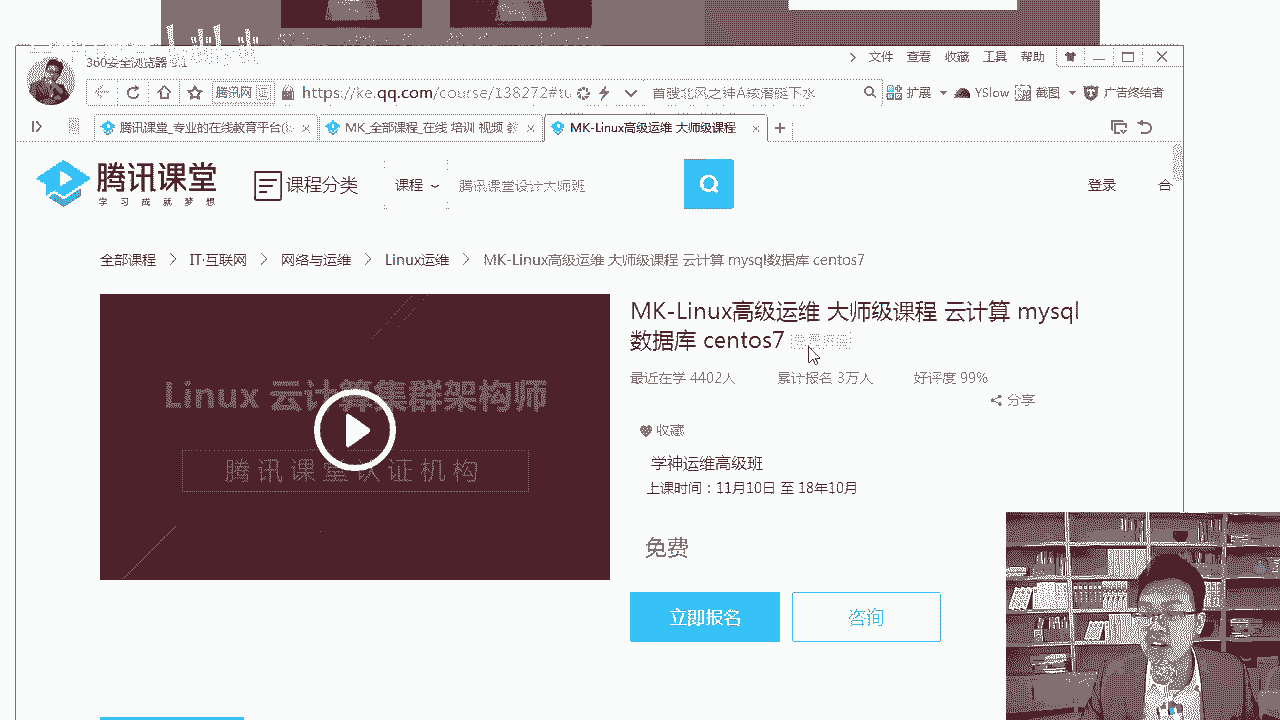 360安全浏览器 9.1
文件 查看 收藏 工具 帮助
腾讯网 证 https://ke.qq.com/course/138272#tu 首艘北风之神A核潜艇下水 扩展 YSlow 截图 广告终结者
腾讯课堂_专业的在线教育平台 MK_全部课程_在线 培训 视频 MK-Linux高级运维 大师级课程
腾讯课堂 课程分类 课程 腾讯课堂设计大师班 登录
学习成就梦想
全部课程 > IT·互联网 > 网络与运维 > Linux运维 > MK-Linux高级运维 大师级课程 云计算 mysql数据库 centos7
MK-Linux高级运维 大师级课程 云计算 mysql
数据库 centos7
最近在学 4402人 累计报名 3万人 好评度 99%
分享
收藏
学神运维高级班
上课时间：11月10日 至 18年10月
免费
立即报名 咨询
Linux 云计算集群架构师
腾讯课堂认证机构